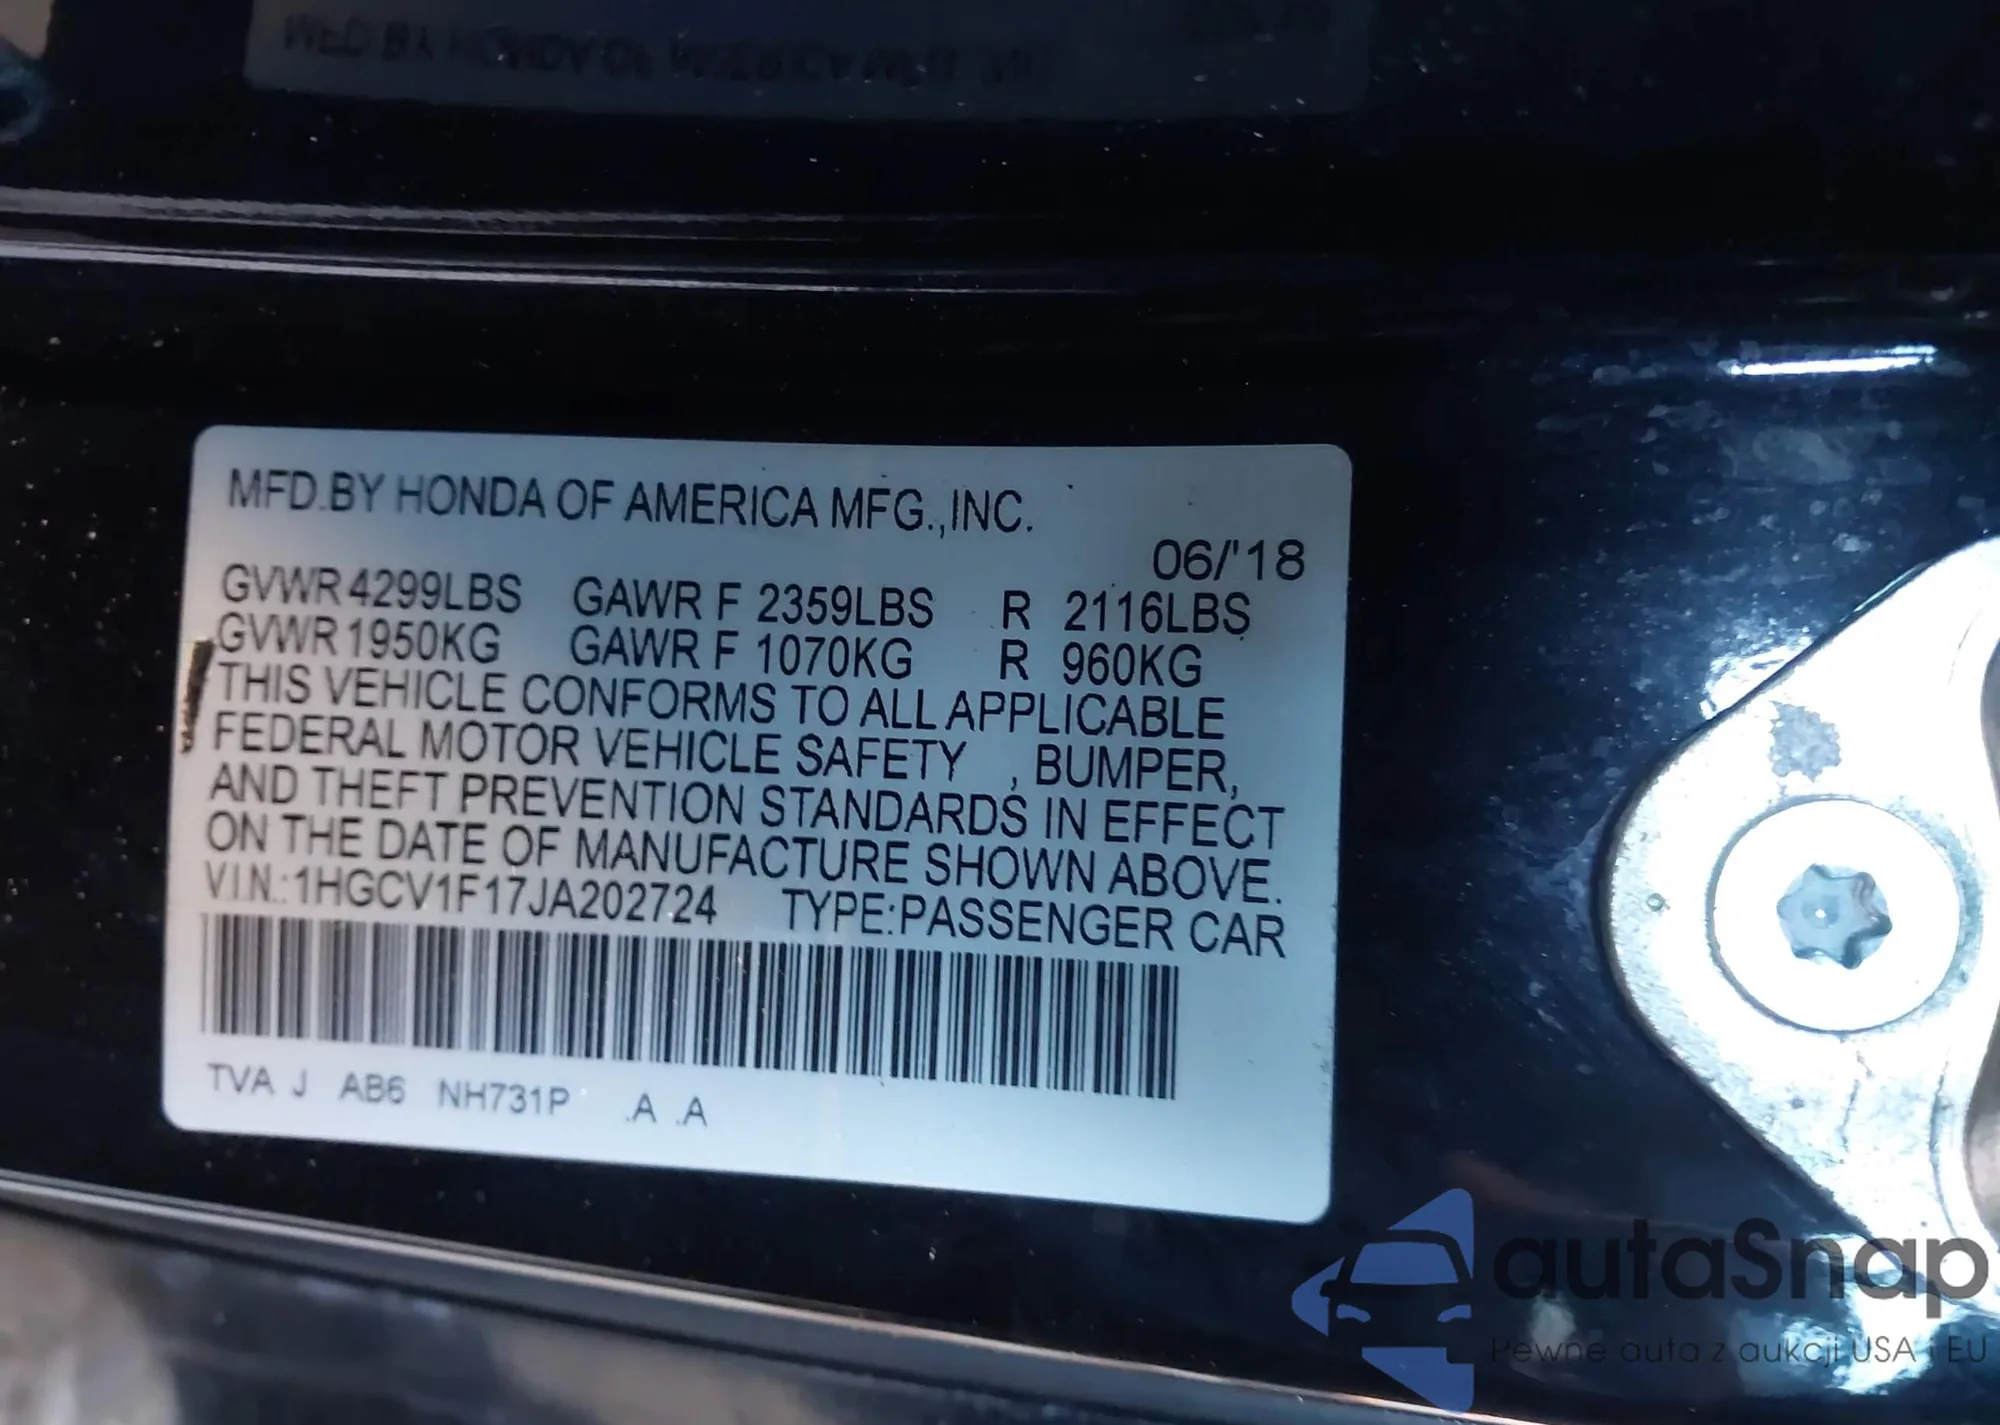 MFD.BY HONDA OF AMERICA MFG.,INC.
06/'18
GVWR 4299LBS GAWR F 2359LBS R 2116LBS
GVWR 1950KG GAWR F 1070KG R 960KG
THIS VEHICLE CONFORMS TO ALL APPLICABLE
FEDERAL MOTOR VEHICLE SAFETY , BUMPER,
AND THEFT PREVENTION STANDARDS IN EFFECT
ON THE DATE OF MANUFACTURE SHOWN ABOVE.
V.I.N.:1HGCV1F17JA202724 TYPE:PASSENGER CAR
TVA J AB6 NH731P .A .A
autaSnap
Pewne auta z aukcji USA i EU